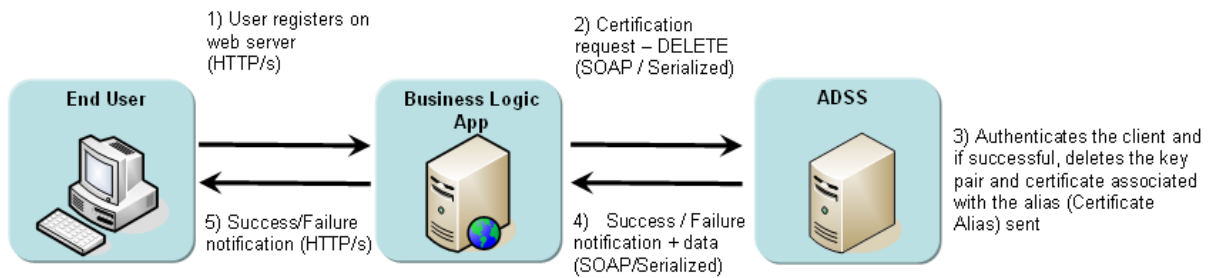 1) User registers on
web server
(HTTP/s)
2) Certification
request – DELETE
(SOAP / Serialized)
End User
Business Logic
App
ADSS
3) Authenticates the client and
if successful, deletes the key
pair and certificate associated
with the alias (Certificate
Alias) sent
5) Success/Failure
notification (HTTP/s)
4) Success / Failure
notification + data
(SOAP/Serialized)